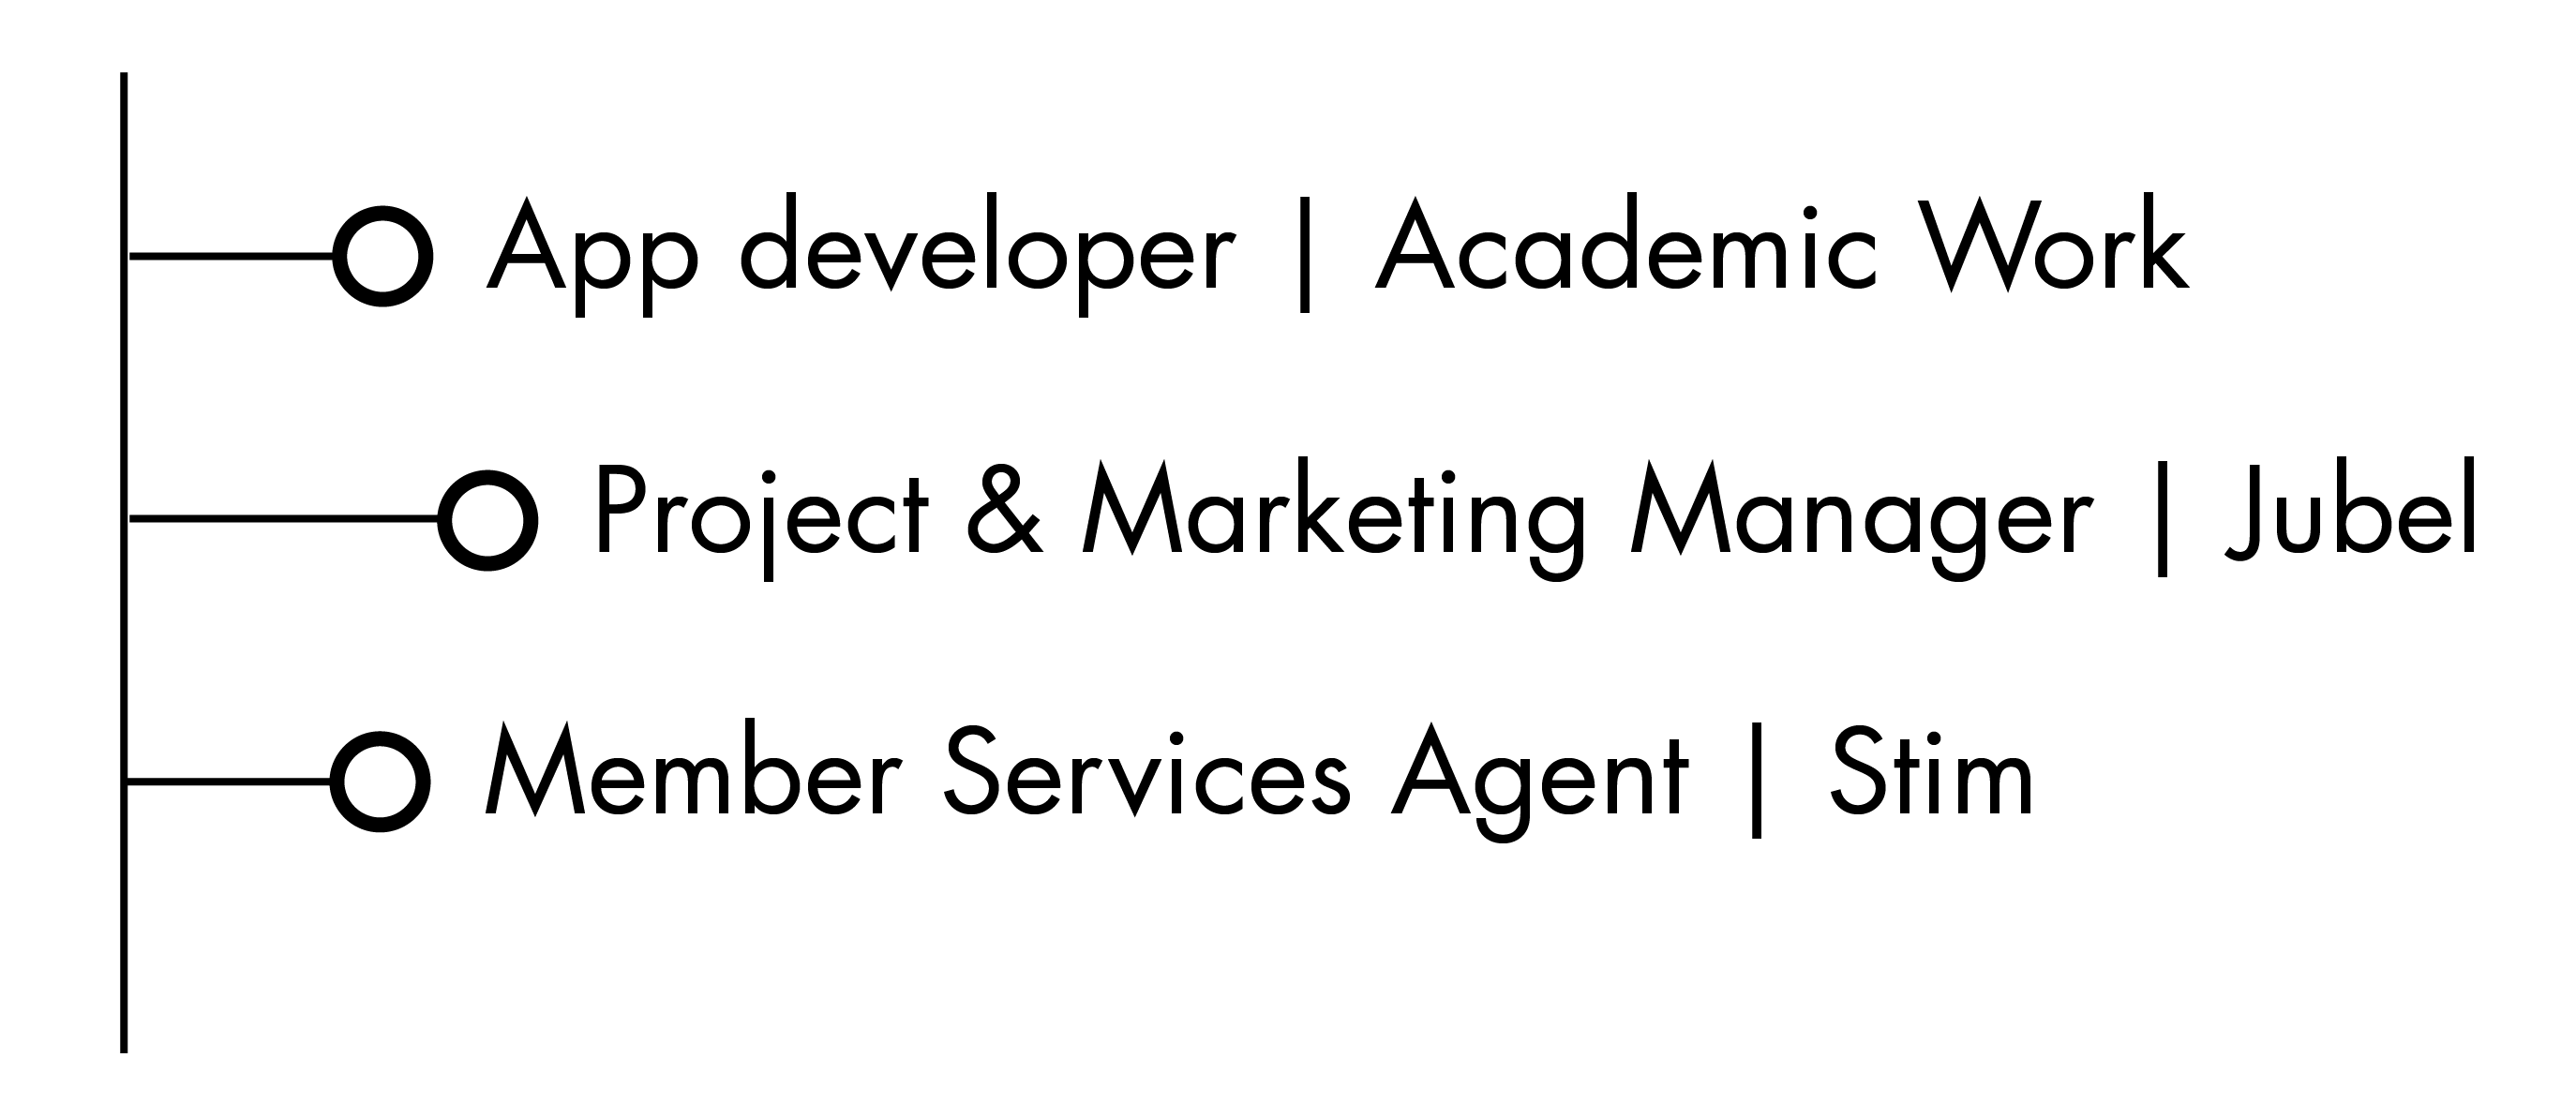 App developer | Academic Work
Project & Marketing Manager | Jubel
Member Services Agent | Stim